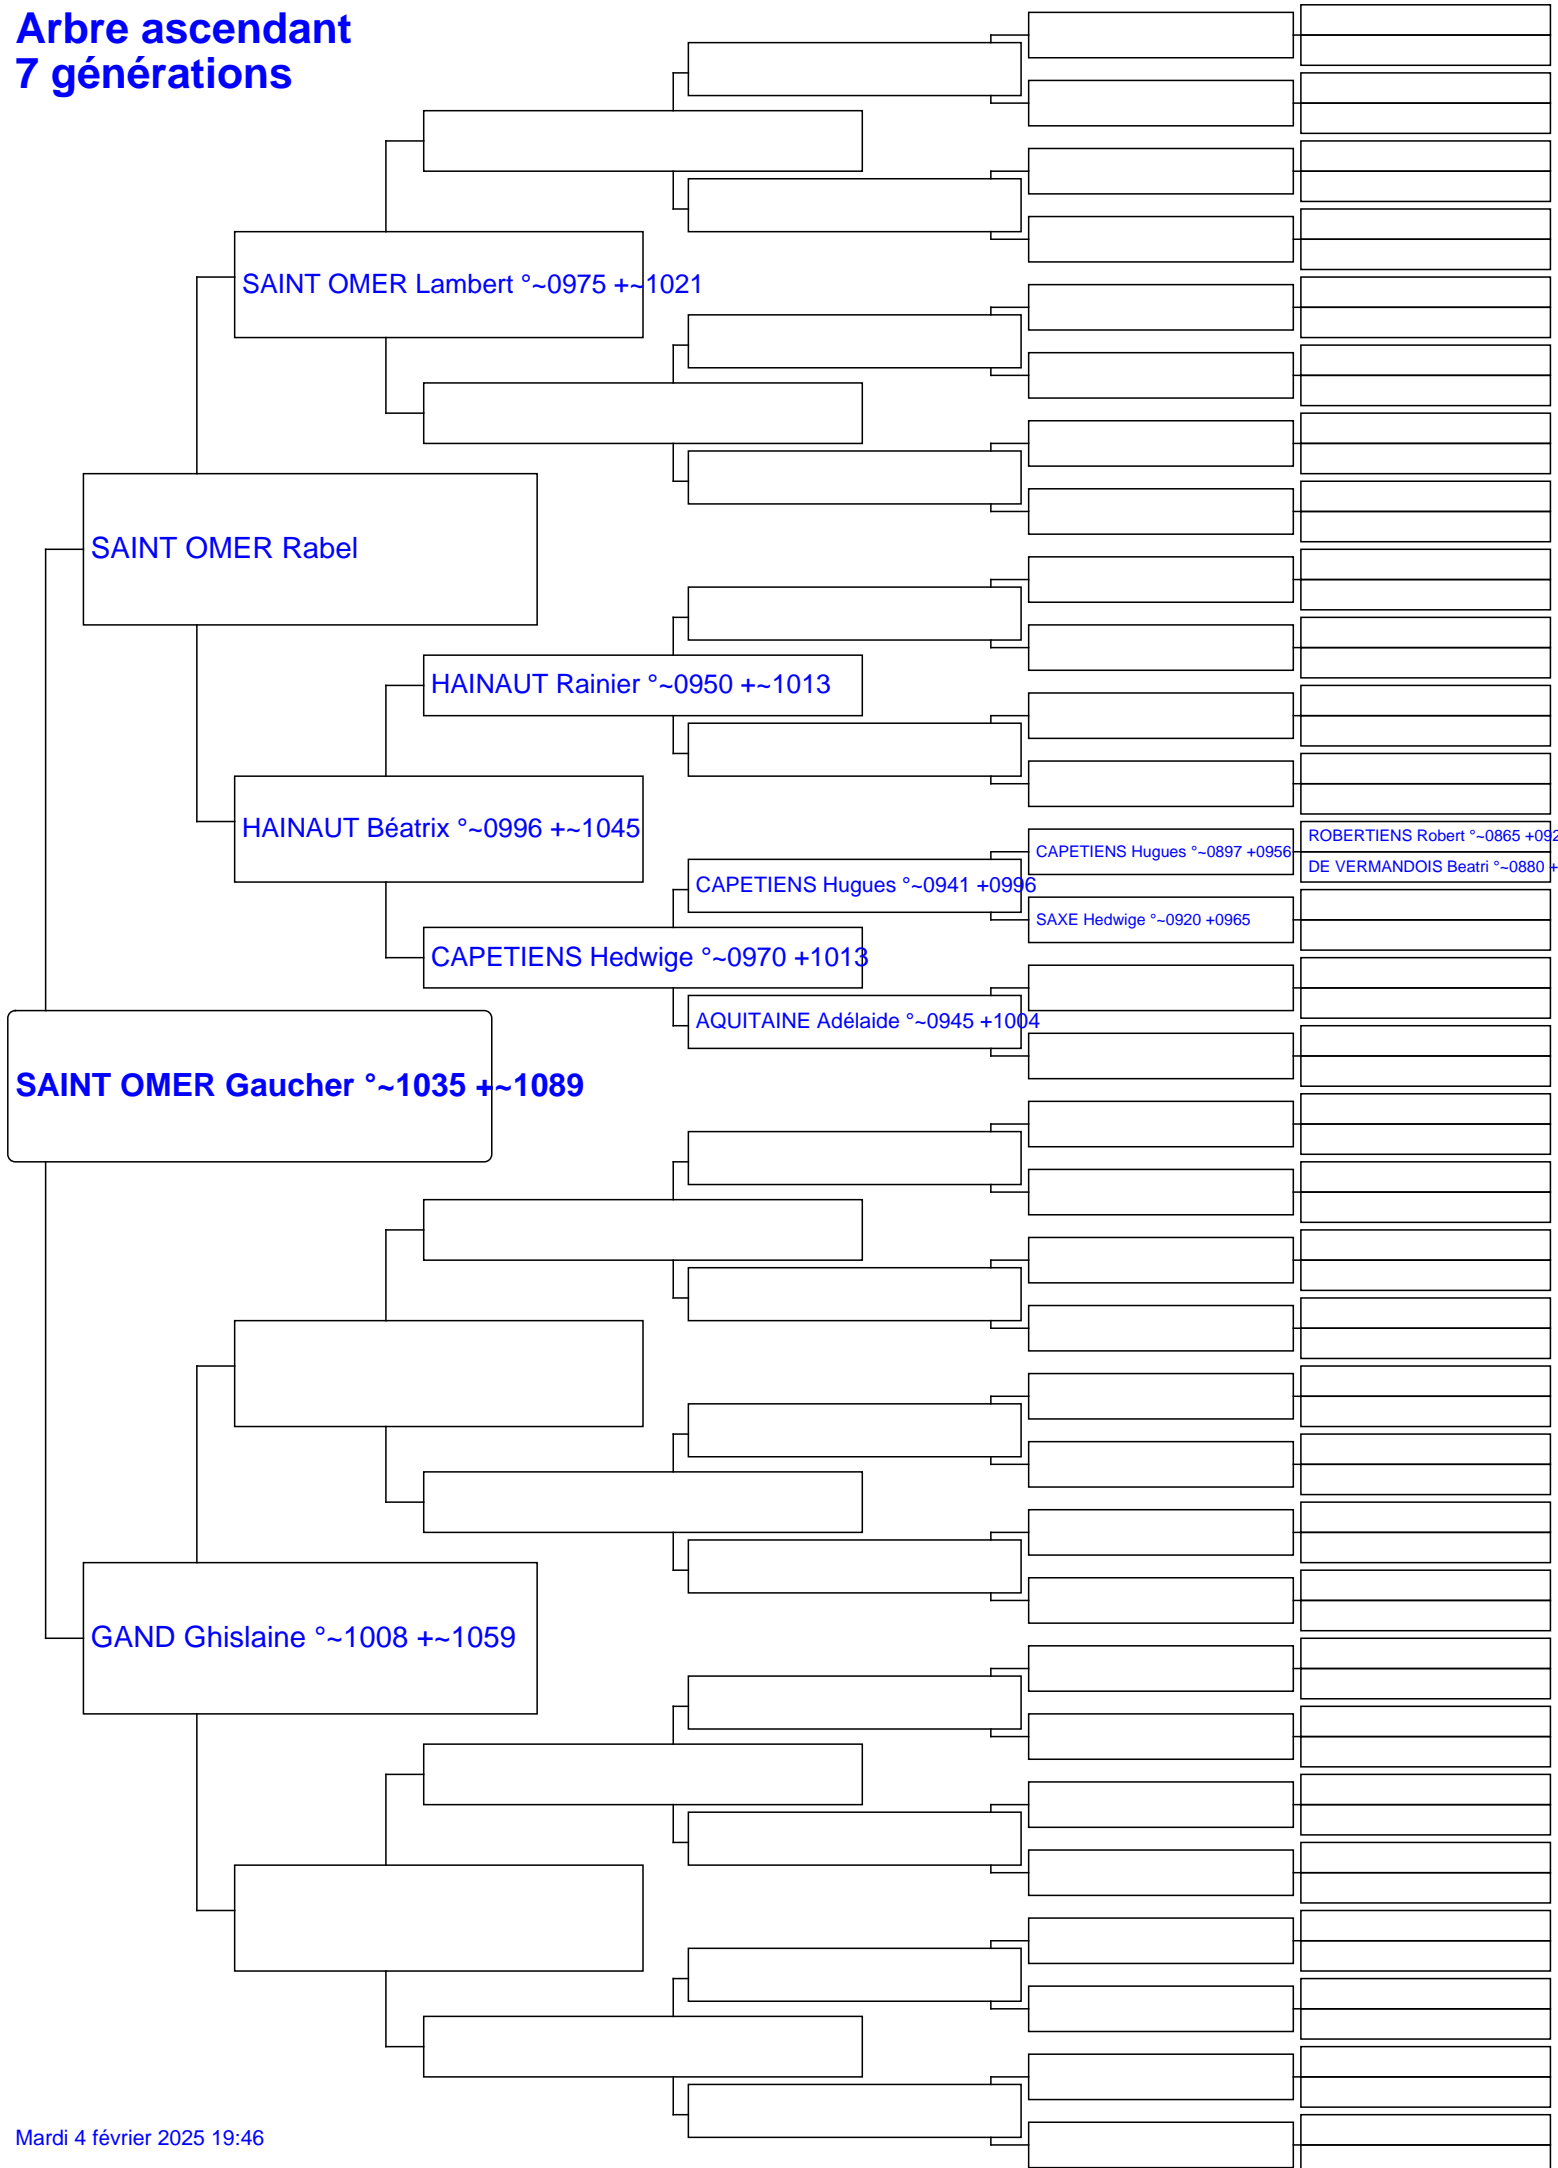 Arbre ascendant
7 générations
SAINT OMER Lambert °~0975 +~1021
SAINT OMER Rabel
HAINAUT Rainier °~0950 +~1013
HAINAUT Béatrix °~0996 +~1045
ROBERTIENS Robert °~0865 +092
CAPETIENS Hugues °~0897 +0956
DE VERMANDOIS Beatri °~0880 +
CAPETIENS Hugues °~0941 +0996
SAXE Hedwige °~0920 +0965
CAPETIENS Hedwige °~0970 +1013
AQUITAINE Adélaide °~0945 +1004
SAINT OMER Gaucher °~1035 +~1089
GAND Ghislaine °~1008 +~1059
Mardi 4 février 2025 19:46